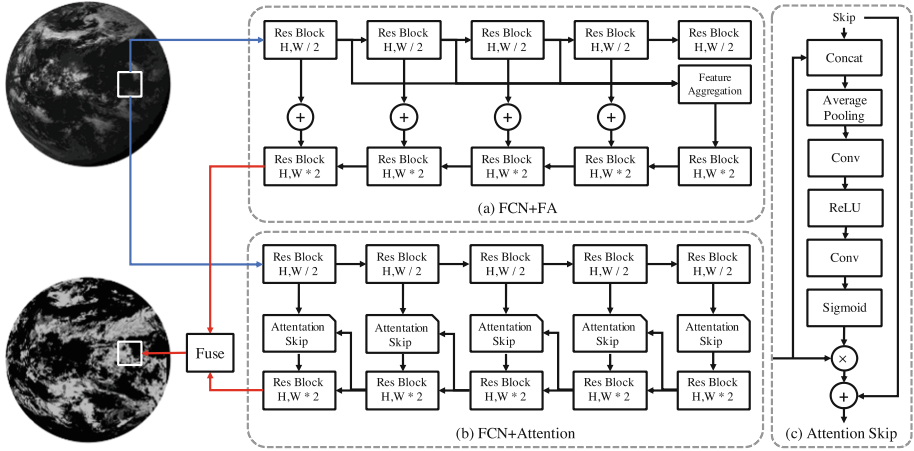 Res Block
H,W / 2
Res Block
H,W / 2
Res Block
H,W / 2
Res Block
H,W / 2
Res Block
H,W / 2
Feature
Aggregation
+
+
+
+
Res Block
H,W * 2
Res Block
H,W * 2
Res Block
H,W * 2
Res Block
H,W * 2
Res Block
H,W * 2
(a) FCN+FA
Res Block
H,W / 2
Res Block
H,W / 2
Res Block
H,W / 2
Res Block
H,W / 2
Res Block
H,W / 2
Attentation
Skip
Attentation
Skip
Attentation
Skip
Attentation
Skip
Attentation
Skip
Fuse
Res Block
H,W * 2
Res Block
H,W * 2
Res Block
H,W * 2
Res Block
H,W * 2
Res Block
H,W * 2
(b) FCN+Attention
Skip
Concat
Average
Pooling
Conv
ReLU
Conv
Sigmoid
×
+
(c) Attention Skip